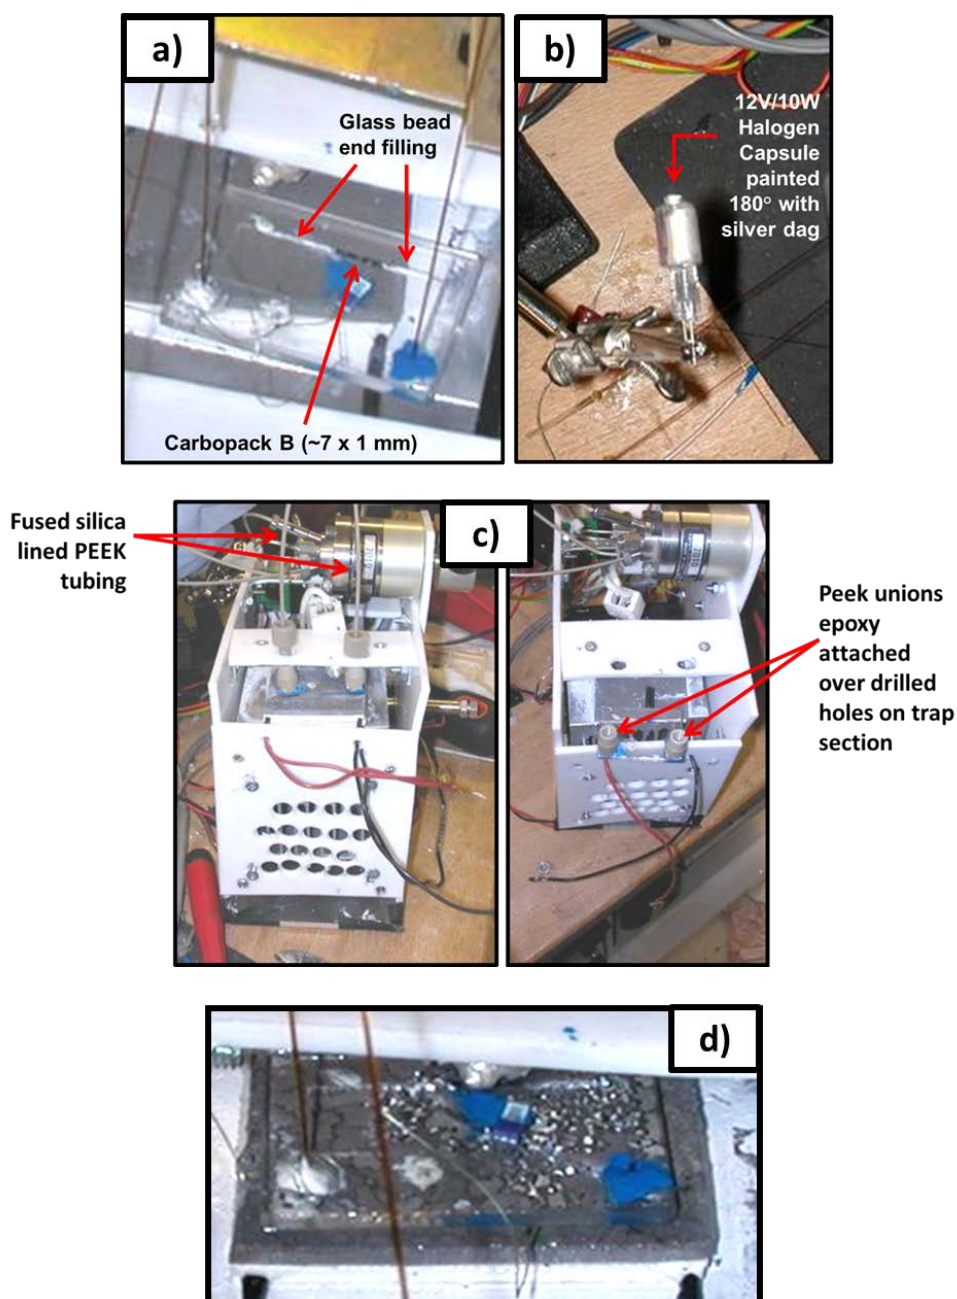 a)
Glass bead
end filling
Carbopack B (~7 x 1 mm)
b)
12V/10W
Halogen
Capsule
painted
180° with
silver dag
Fused silica
lined PEEK
tubing
c)
Peek unions
epoxy
attached
over drilled
holes on trap
section
d)